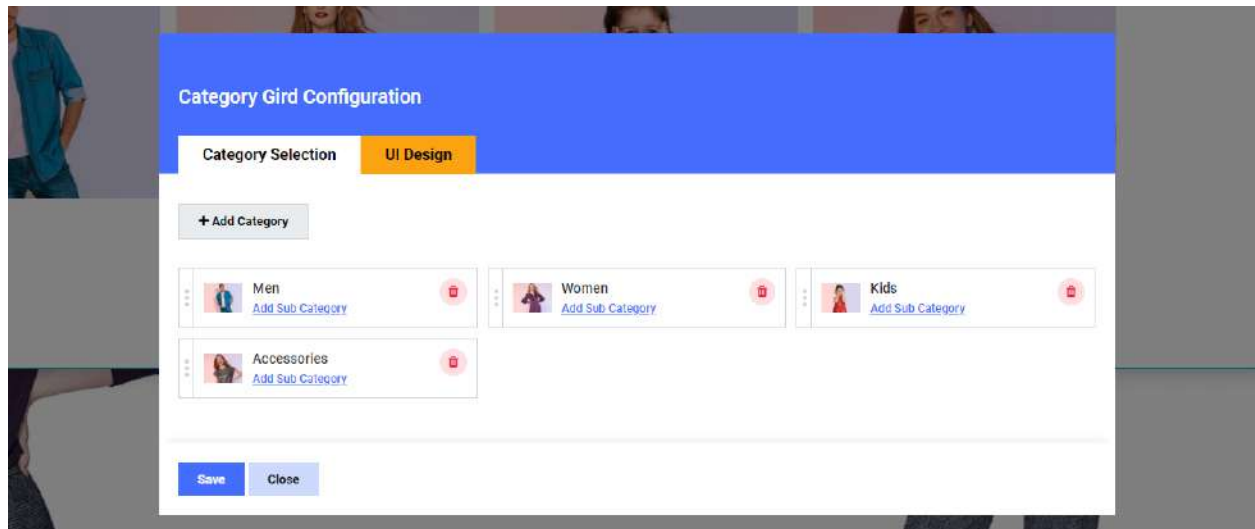 Category Gird Configuration
Category Selection
UI Design
+ Add Category
Men
Add Sub Category
Women
Add Sub Category
Kids
Add Sub Category
Accessories
Add Sub Category
Save
Close